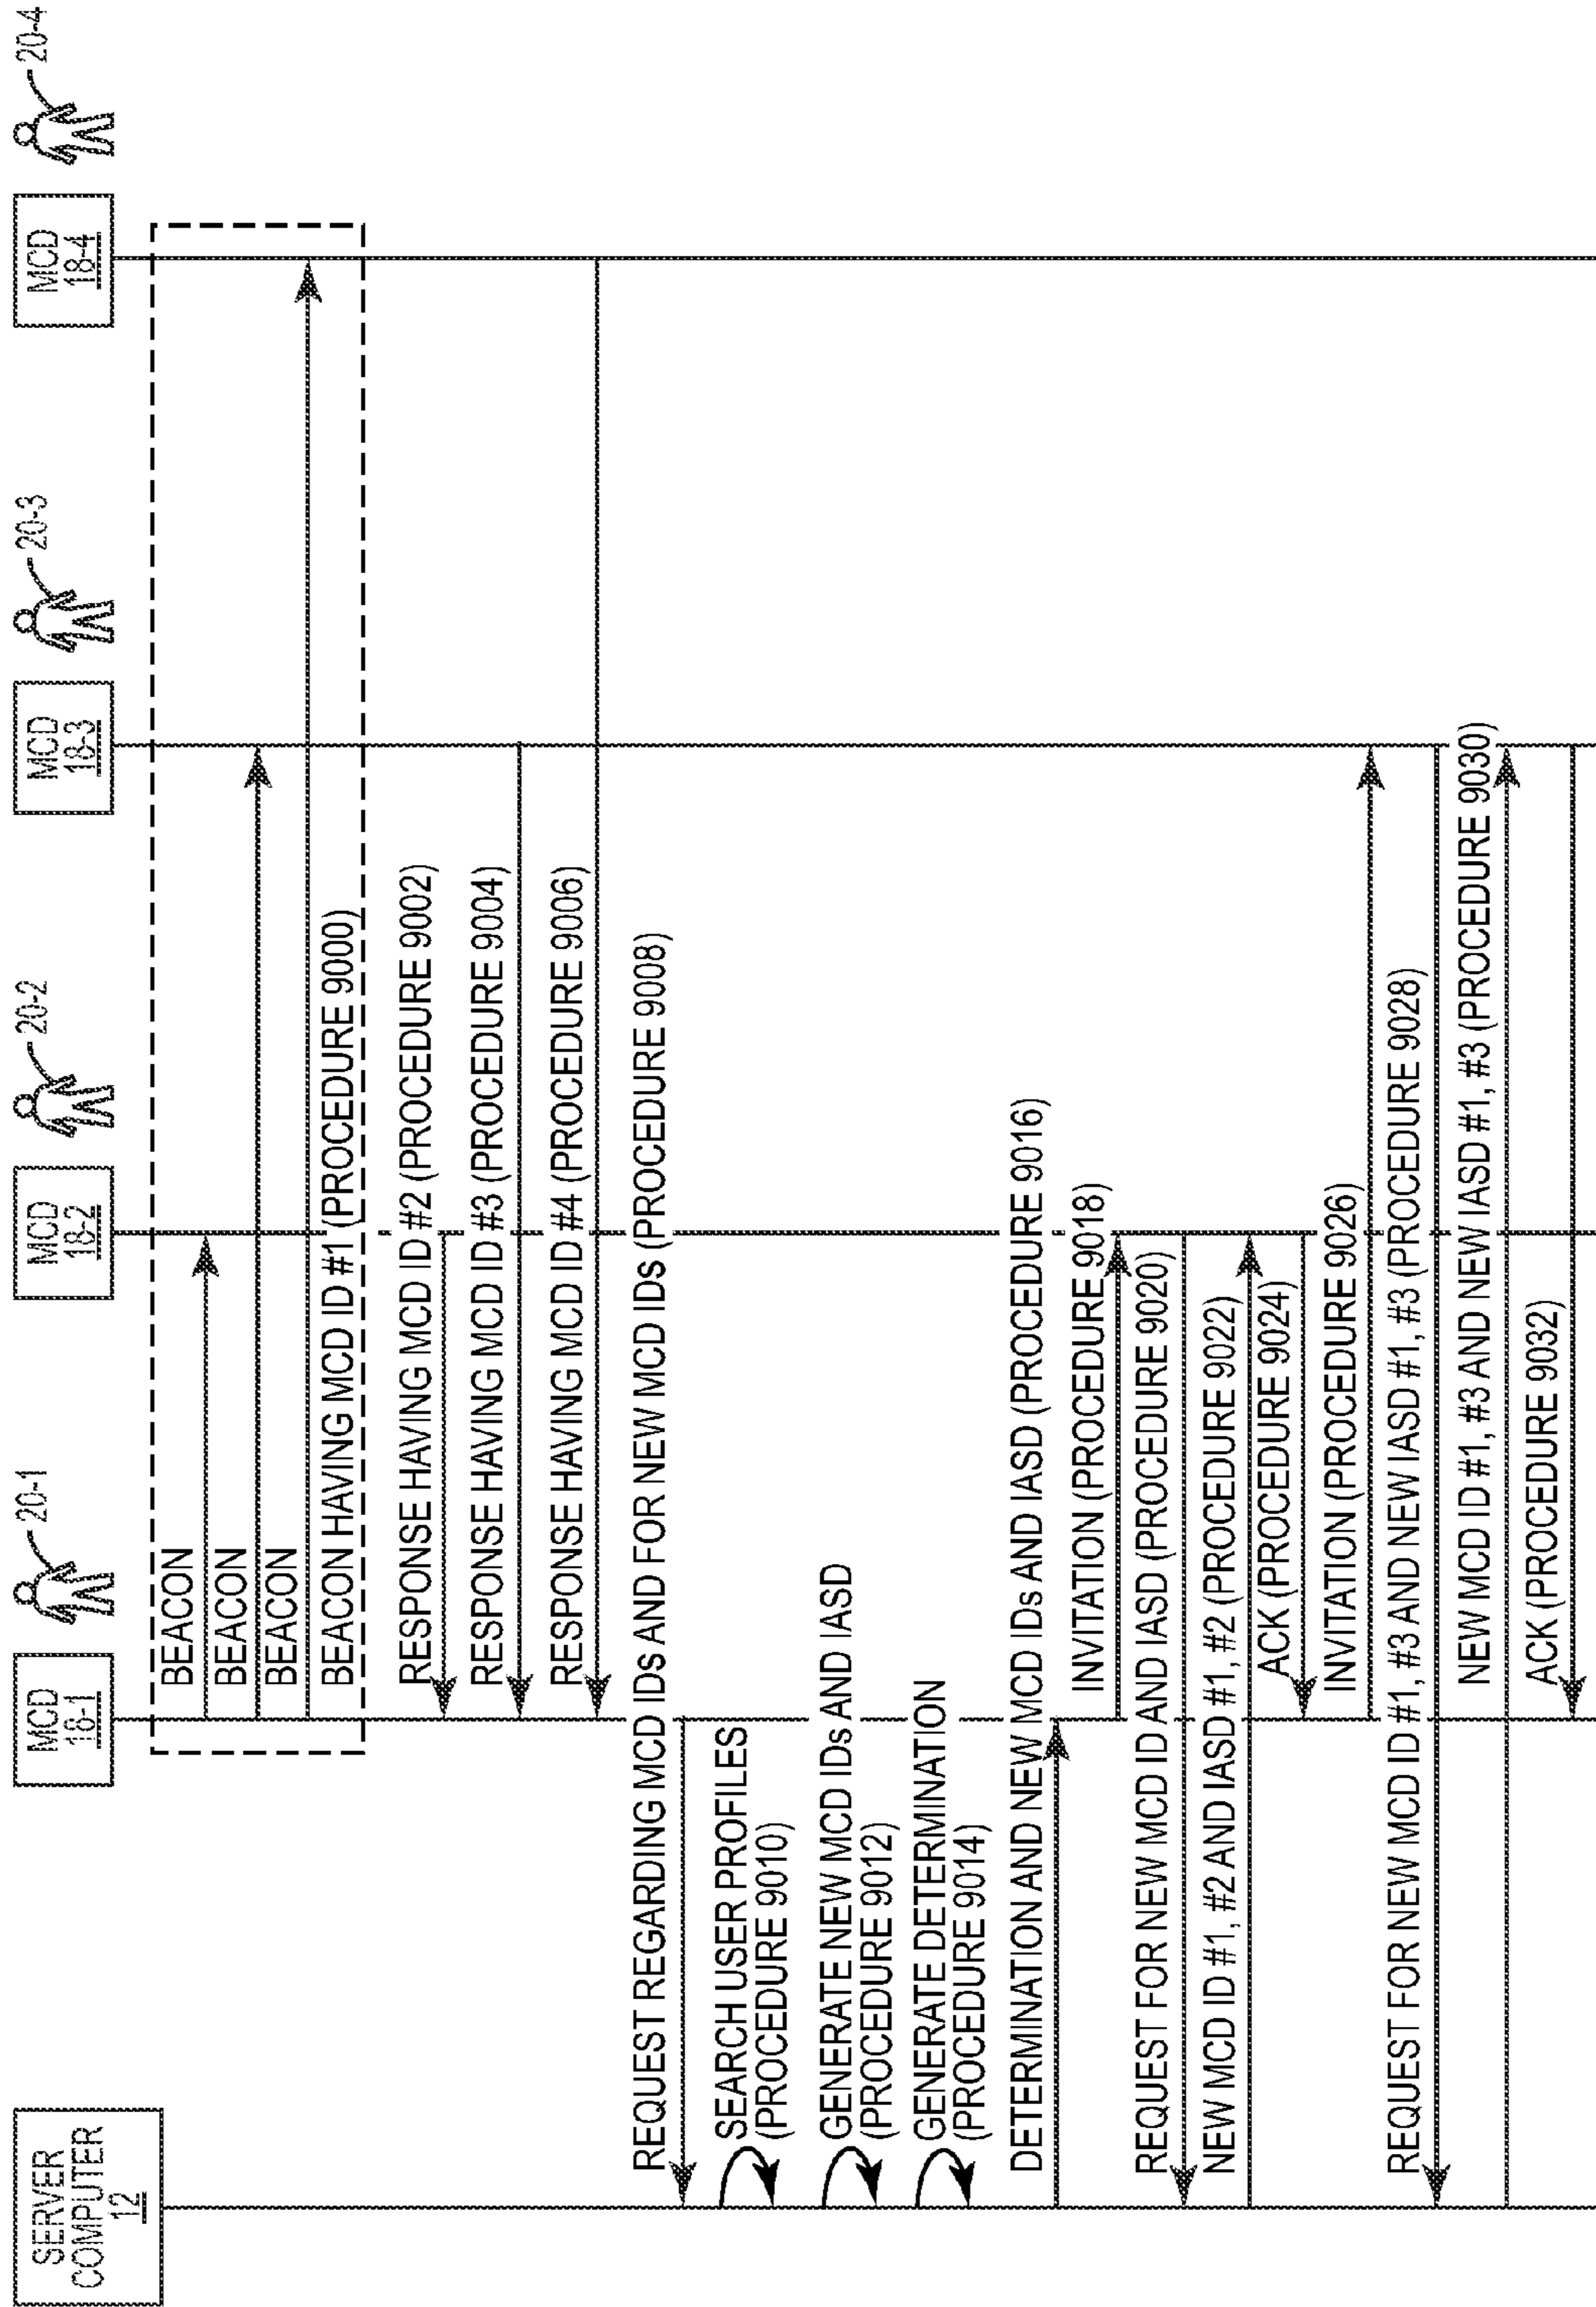 SERVER
COMPUTER
12
MCD
18-1
20-1
MCD
18-2
20-2
MCD
18-3
20-3
MCD
18-4
20-4
BEACON
BEACON
BEACON
BEACON HAVING MCD ID #1 (PROCEDURE 9000)
RESPONSE HAVING MCD ID #2 (PROCEDURE 9002)
RESPONSE HAVING MCD ID #3 (PROCEDURE 9004)
RESPONSE HAVING MCD ID #4 (PROCEDURE 9006)
REQUEST REGARDING MCD IDs AND FOR NEW MCD IDs (PROCEDURE 9008)
SEARCH USER PROFILES
(PROCEDURE 9010)
GENERATE NEW MCD IDs AND IASD
(PROCEDURE 9012)
GENERATE DETERMINATION
(PROCEDURE 9014)
DETERMINATION AND NEW MCD IDs AND IASD (PROCEDURE 9016)
INVITATION (PROCEDURE 9018)
REQUEST FOR NEW MCD ID AND IASD (PROCEDURE 9020)
NEW MCD ID #1, #2 AND IASD #1, #2 (PROCEDURE 9022)
ACK (PROCEDURE 9024)
INVITATION (PROCEDURE 9026)
REQUEST FOR NEW MCD ID #1, #3 AND NEW IASD #1, #3 (PROCEDURE 9028)
NEW MCD ID #1, #3 AND NEW IASD #1, #3 (PROCEDURE 9030)
ACK (PROCEDURE 9032)